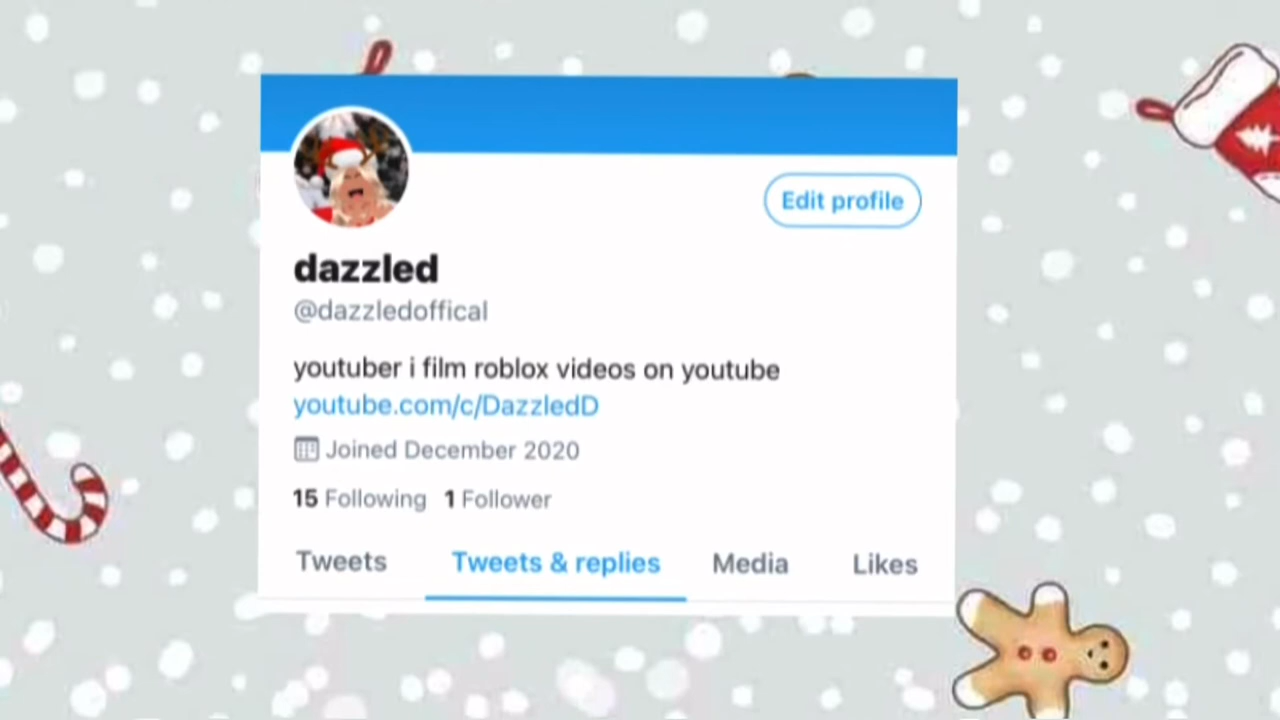 Edit profile
dazzled
@dazzledoffical
youtuber i film roblox videos on youtube
youtube.com/c/DazzledD
Joined December 2020
15 Following 1 Follower
Tweets Tweets & replies Media Likes